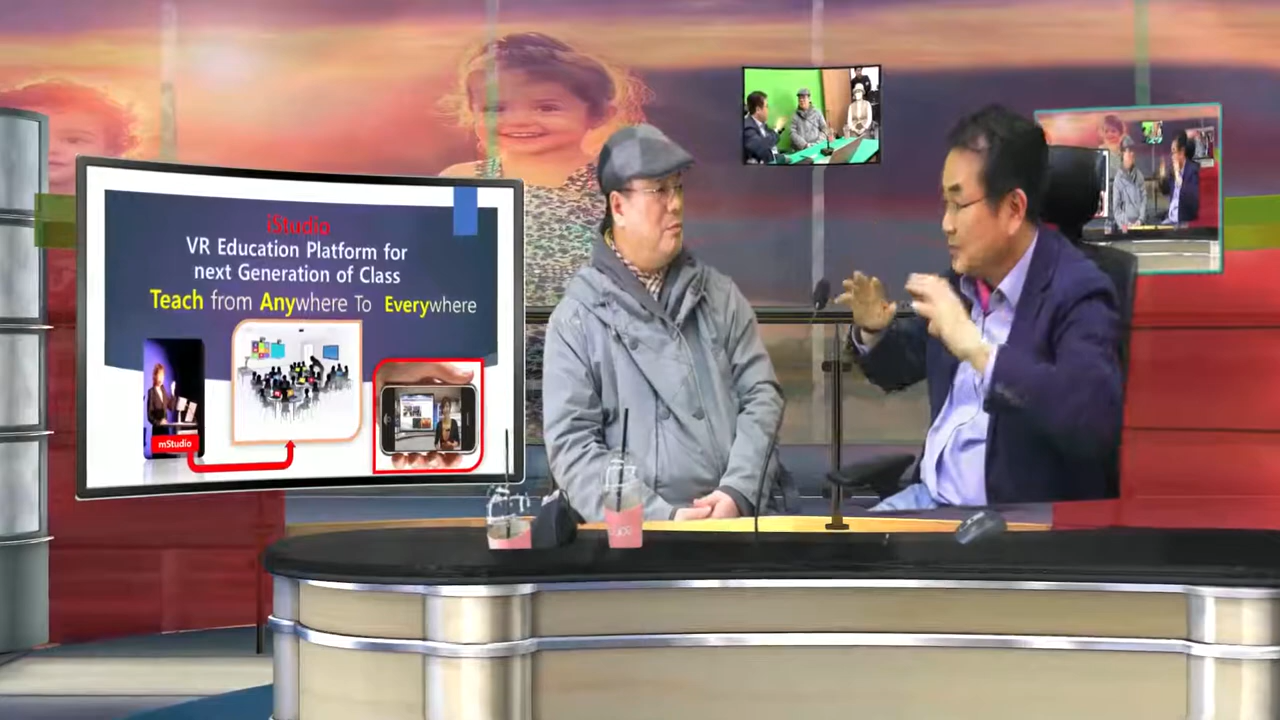 iStudio
VR Education Platform for
next Generation of Class
Teach from Anywhere To Everywhere
mStudio